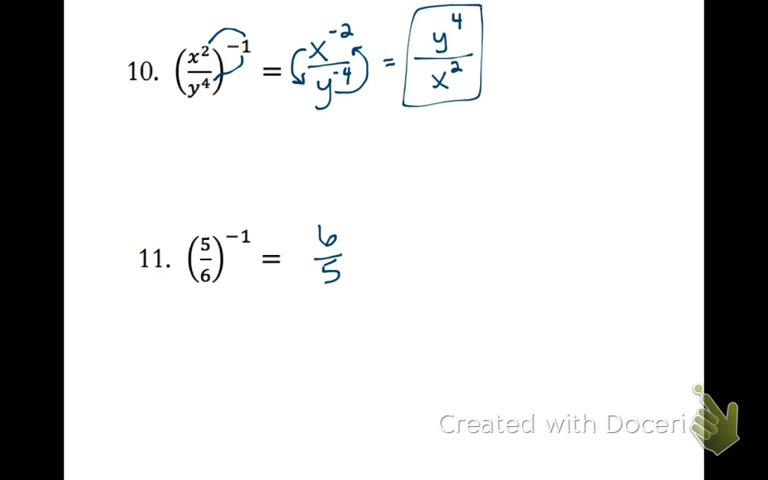 10. (x²/y⁴)⁻¹ = x⁻²/y⁻⁴ = y⁴/x²
11. (5/6)⁻¹ = 6/5
Created with Doceri